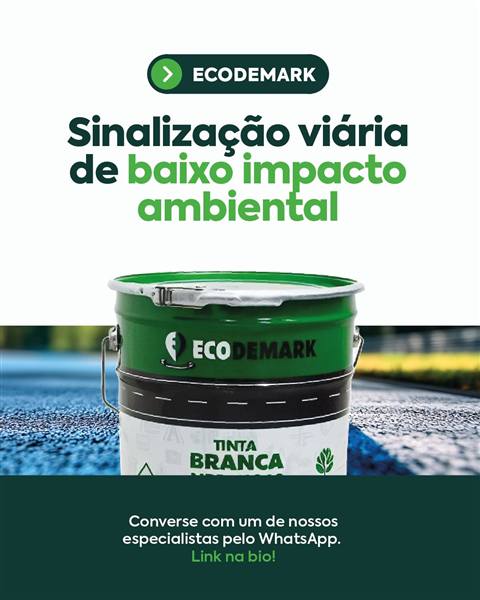 ECODEMARK
Sinalização viária
de baixo impacto
ambiental
ECODEMARK
TINTA
BRANCA
Converse com um de nossos
especialistas pelo WhatsApp.
Link na bio!